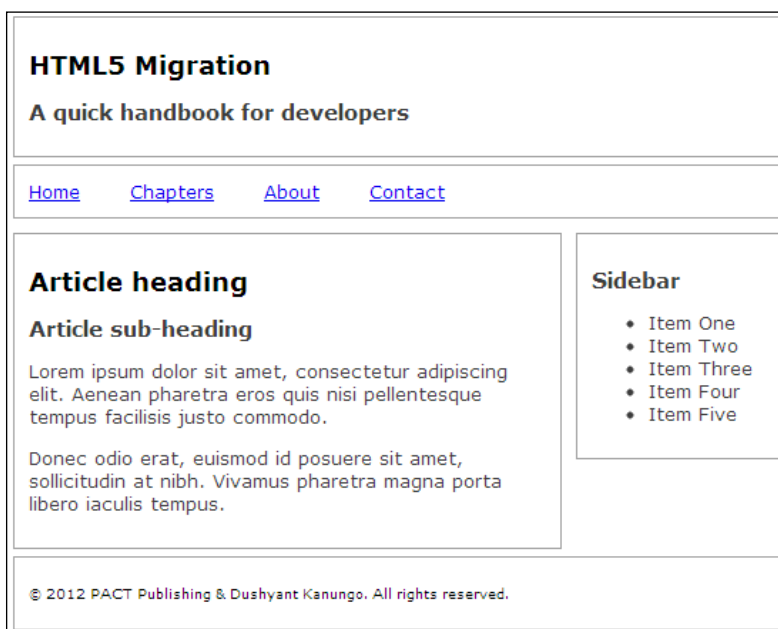 HTML5 Migration
A quick handbook for developers
Home Chapters About Contact
Article heading
Article sub-heading
Lorem ipsum dolor sit amet, consectetur adipiscing
elit. Aenean pharetra eros quis nisi pellentesque
tempus facilisis justo commodo.
Donec odio erat, euismod id posuere sit amet,
sollicitudin at nibh. Vivamus pharetra magna porta
libero iaculis tempus.
Sidebar
• Item One
• Item Two
• Item Three
• Item Four
• Item Five
© 2012 PACT Publishing & Dushyant Kanungo. All rights reserved.